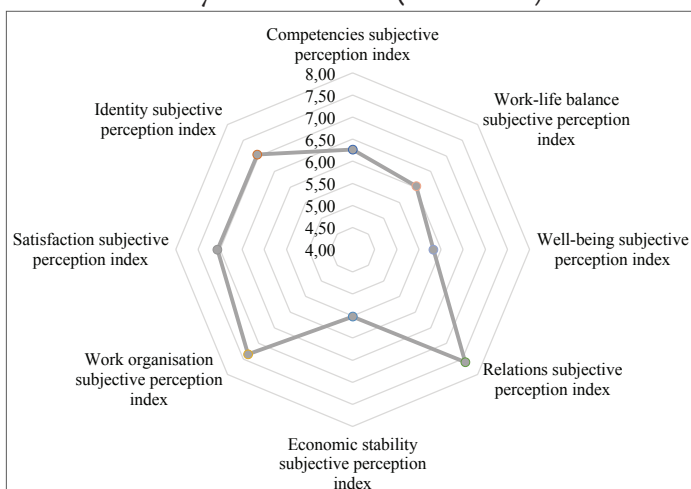 Competencies subjective
perception index
8,00
7,50
7,00
6,50
6,00
5,50
5,00
4,50
4,00
Work-life balance
subjective perception
index
Well-being subjective
perception index
Relations subjective
perception index
Economic stability
subjective perception
index
Work organisation
subjective perception
index
Satisfaction subjective
perception index
Identity subjective
perception index